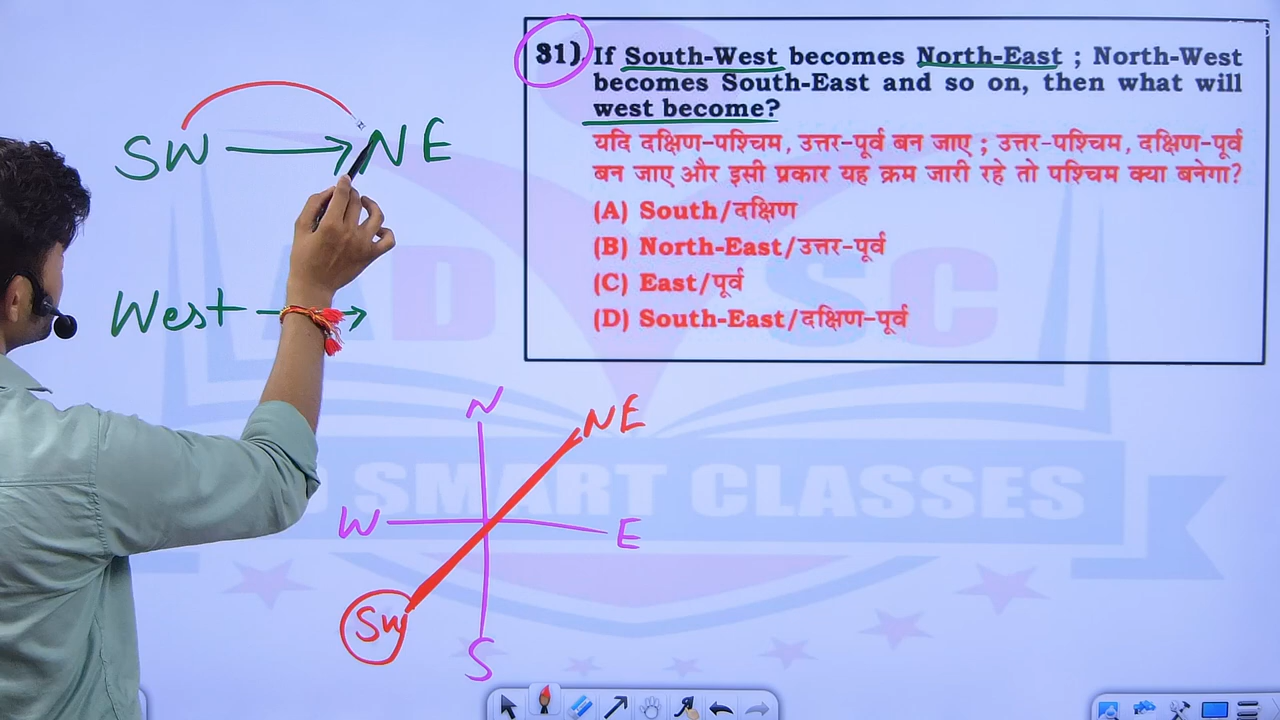 31). If South-West becomes North-East ; North-West
becomes South-East and so on, then what will
west become?
यदि दक्षिण-पश्चिम, उत्तर-पूर्व बन जाए ; उत्तर-पश्चिम, दक्षिण-पूर्व
बन जाए और इसी प्रकार यह क्रम जारी रहे तो पश्चिम क्या बनेगा?
(A) South/दक्षिण
(B) North-East/उत्तर-पूर्व
(C) East/पूर्व
(D) South-East/दक्षिण-पूर्व
SW → NE
West →
N
NE
W
E
SW
S
SMART CLASSES